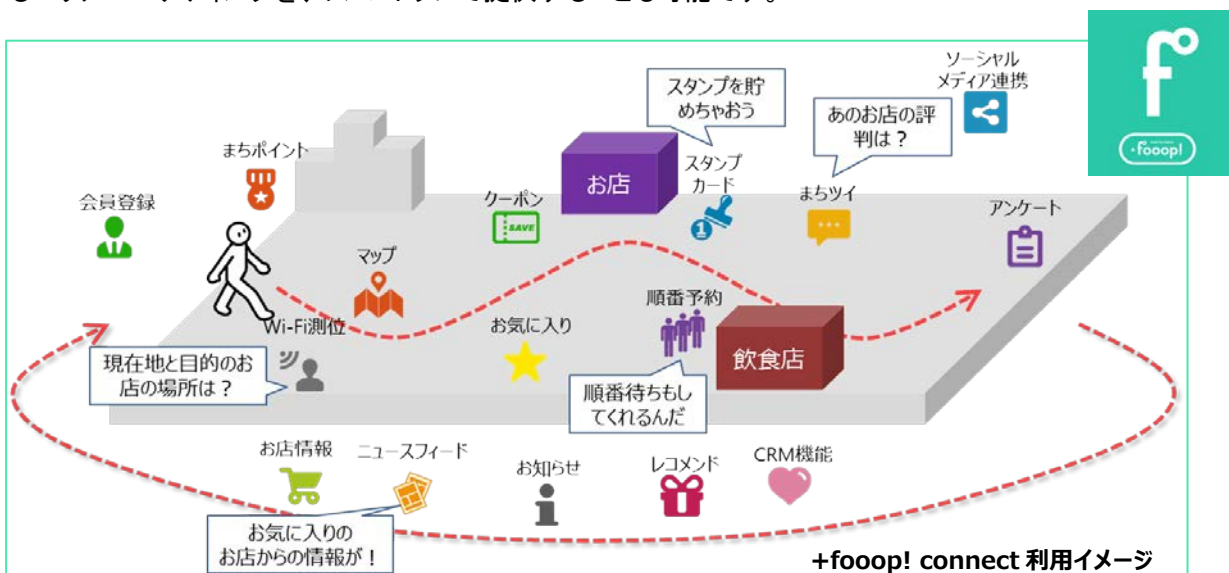 ソーシャル
メディア連携
f
+fooop!
スタンプを貯
めちゃおう
あのお店の評
判は？
まちポイント
会員登録
クーポン
SAVE
お店
スタンプ
カード
1
まちツイ
アンケート
マップ
Wi-Fi測位
お気に入り
順番予約
飲食店
現在地と目的のお
店の場所は？
順番待ちもし
てくれるんだ
お店情報
ニュースフィード
お知らせ
レコメンド
CRM機能
お気に入りの
お店からの情報が！
+fooop! connect 利用イメージ